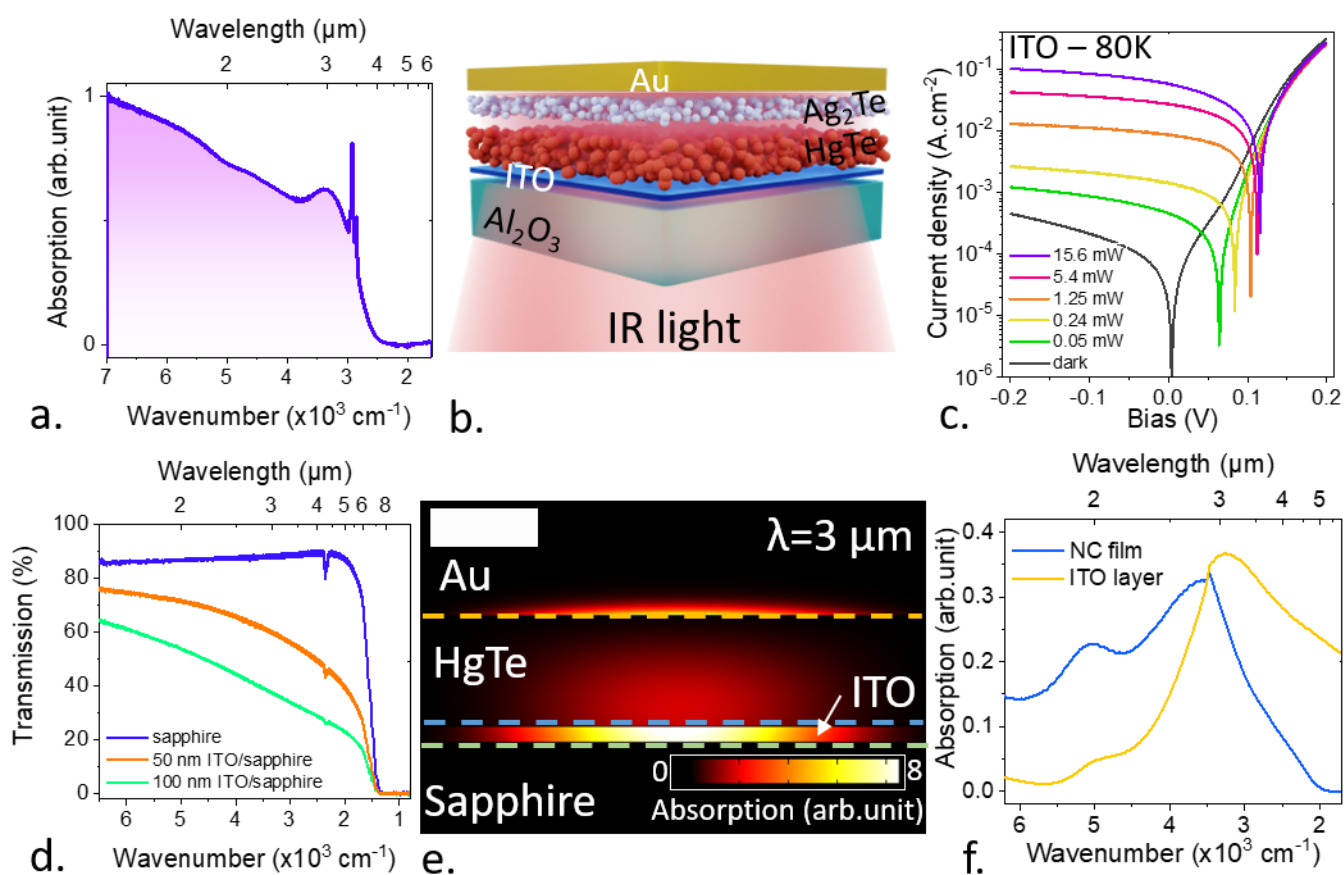 Wavelength (μm)
2 3 4 5 6
Absorption (arb.unit)
1
0
7 6 5 4 3 2
Wavenumber (x10³ cm⁻¹)
a.
Au
Ag₂Te
HgTe
ITO
Al₂O₃
IR light
b.
ITO – 80K
Current density (A.cm⁻²)
10⁻¹
10⁻²
10⁻³
10⁻⁴
10⁻⁵
10⁻⁶
15.6 mW
5.4 mW
1.25 mW
0.24 mW
0.05 mW
dark
-0.2 -0.1 0.0 0.1 0.2
Bias (V)
c.
Wavelength (μm)
2 3 4 5 6 8
Transmission (%)
100
80
60
40
20
0
sapphire
50 nm ITO/sapphire
100 nm ITO/sapphire
6 5 4 3 2 1
Wavenumber (x10³ cm⁻¹)
d.
λ=3 μm
Au
HgTe
ITO
0 8
Absorption (arb.unit)
Sapphire
e.
Wavelength (μm)
2 3 4 5
Absorption (arb.unit)
0.4
0.3
0.2
0.1
0.0
NC film
ITO layer
6 5 4 3 2
Wavenumber (x10³ cm⁻¹)
f.